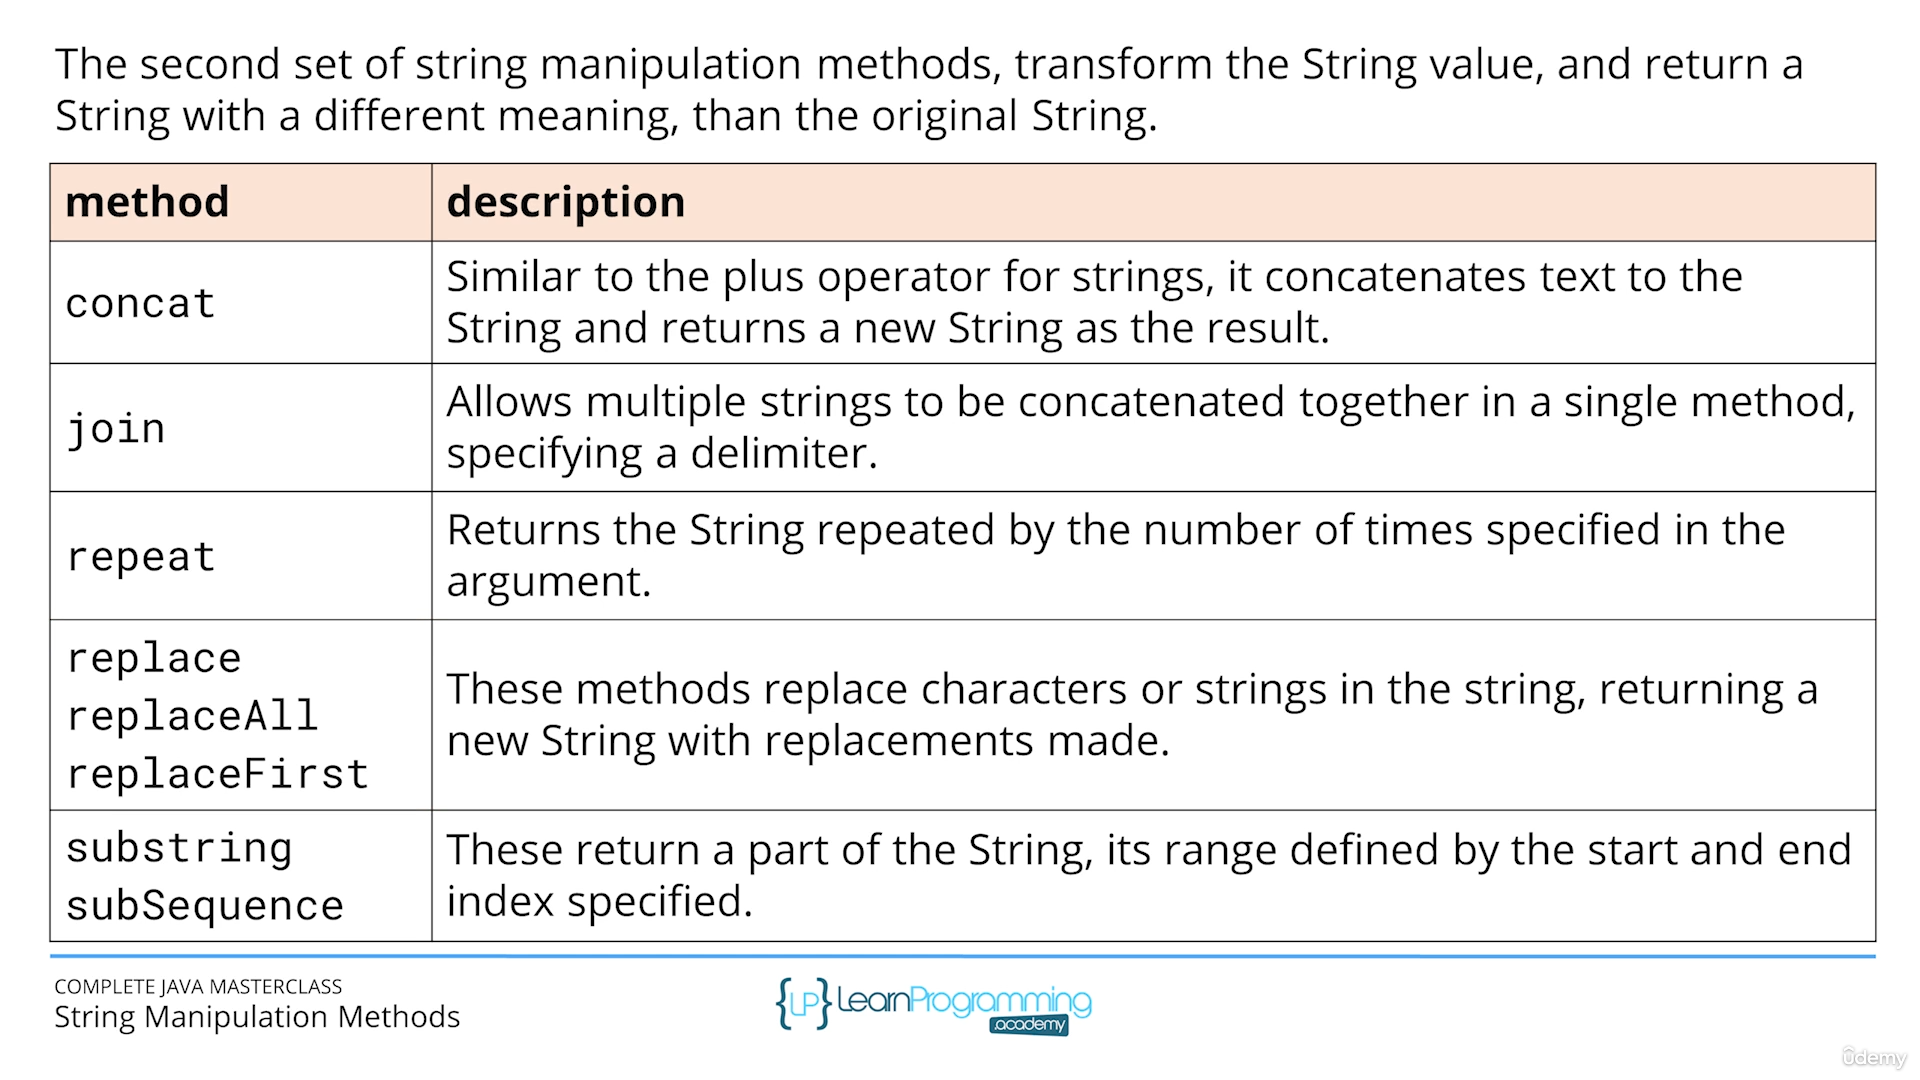 The second set of string manipulation methods, transform the String value, and return a
String with a different meaning, than the original String.
method
description
concat
Similar to the plus operator for strings, it concatenates text to the
String and returns a new String as the result.
join
Allows multiple strings to be concatenated together in a single method,
specifying a delimiter.
repeat
Returns the String repeated by the number of times specified in the
argument.
replace
replaceAll
replaceFirst
These methods replace characters or strings in the string, returning a
new String with replacements made.
substring
subSequence
These return a part of the String, its range defined by the start and end
index specified.
COMPLETE JAVA MASTERCLASS
String Manipulation Methods
{LP} LearnProgramming
.academy
ûdemy